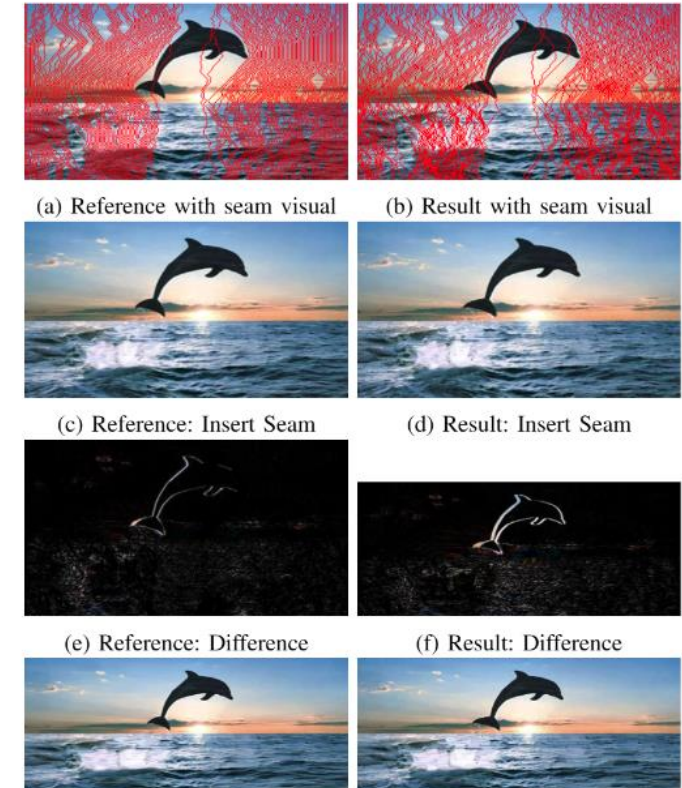 (a) Reference with seam visual
(b) Result with seam visual
(c) Reference: Insert Seam
(d) Result: Insert Seam
(e) Reference: Difference
(f) Result: Difference